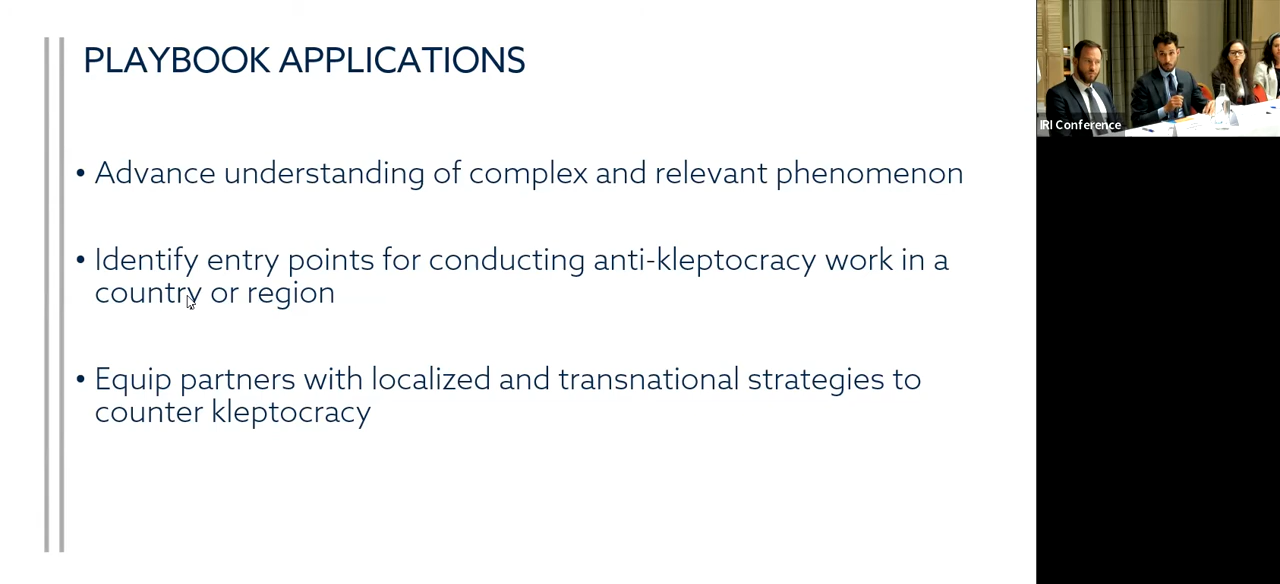 PLAYBOOK APPLICATIONS
• Advance understanding of complex and relevant phenomenon
• Identify entry points for conducting anti-kleptocracy work in a
country or region
• Equip partners with localized and transnational strategies to
counter kleptocracy
IRI Conference